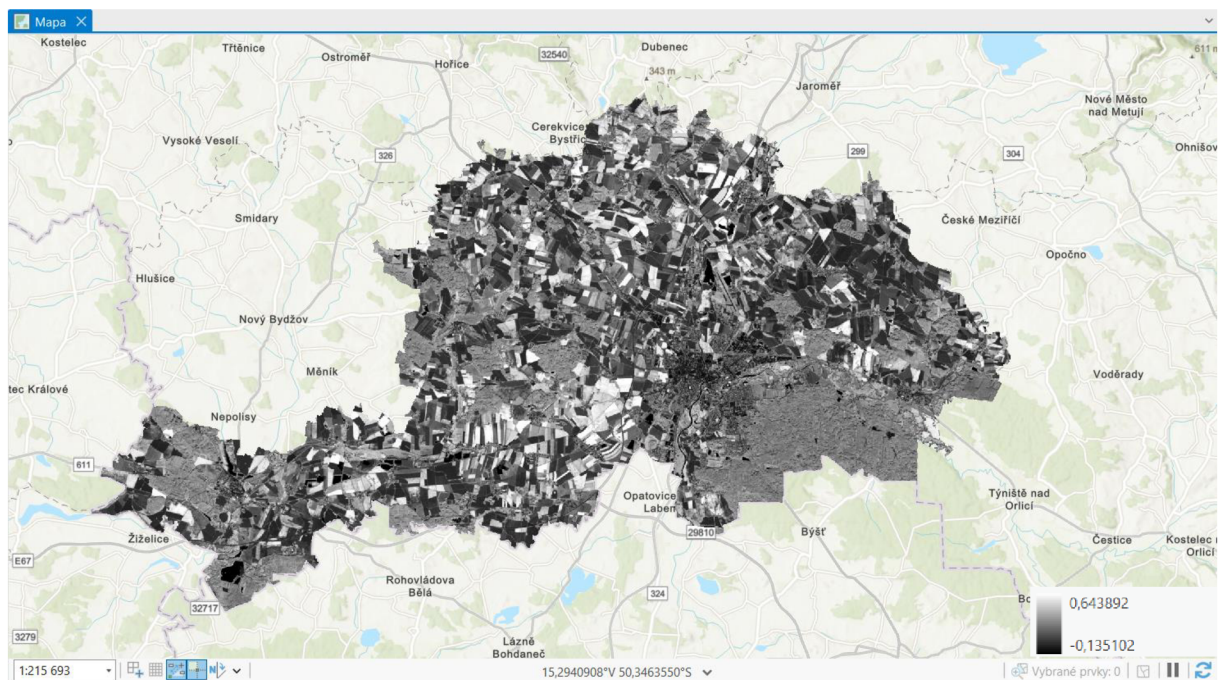 Mapa
Kostelec
Třtěnice
Ostroměř
Hořice
32540
Dubenec
343 m
611 m
Jaroměř
Nové Město
nad Metují
Vysoké Veselí
326
Cerekvice
Bystřic
299
304
Ohnišov
Smidary
České Meziříčí
Opočno
Hlušice
Nový Bydžov
Měník
tec Králové
Voděrady
Nepolisy
611
Opatovice
Labem
Týniště nad
Orlicí
Žiželice
29810
Býšť
Čestice
Kostelec
Orlicí
E67
Rohovládova
Bělá
324
32717
0,643892
3279
Lázně
Bohdaneč
-0,135102
1:215 693
15,2940908°V 50,3463550°S
Vybrané prvky: 0